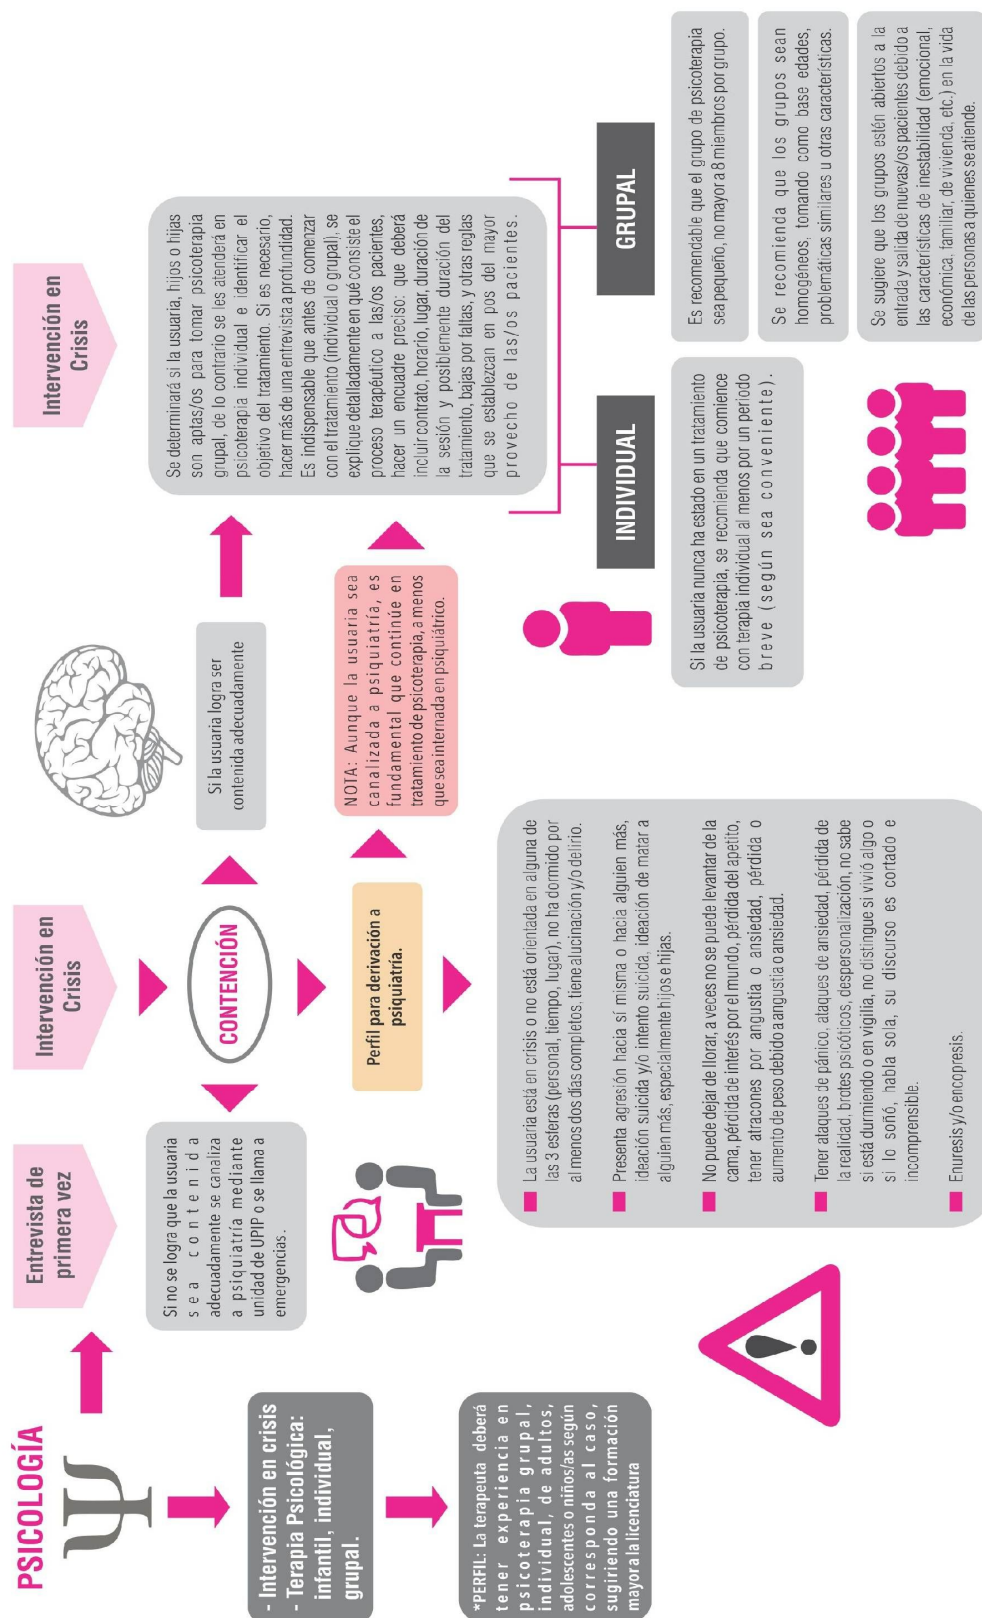 PSICOLOGÍA
- Intervención en crisis
- Terapia Psicológica:
infantil, individual,
grupal.
*PERFIL: La terapeuta deberá
tener experiencia en
psicoterapia grupal,
individual, de adultos,
adolescentes o niños/as según
corresponda al caso,
sugiriendo una formación
mayor a la licenciatura
Entrevista de
primera vez
Si no se logra que la usuaria
sea contenida
adecuadamente se canaliza
a psiquiatría mediante
unidad de UPIP o se llama a
emergencias.
Intervención en
Crisis
CONTENCIÓN
Perfil para derivación a
psiquiatría.
La usuaria está en crisis o no está orientada en alguna de
las 3 esferas (personal, tiempo, lugar), no ha dormido por
al menos dos días completos, tiene alucinación y/o delirio.
Presenta agresión hacia sí misma o hacia alguien más,
ideación suicida y/o intento suicida, ideación de matar a
alguien más, especialmente hijos e hijas.
No puede dejar de llorar, a veces no se puede levantar de la
cama, pérdida de interés por el mundo, pérdida del apetito,
tener atracones por angustia o ansiedad, pérdida o
aumento de peso debido a angustia o ansiedad.
Tener ataques de pánico, ataques de ansiedad, pérdida de
la realidad, brotes psicóticos, despersonalización, no sabe
si está durmiendo o en vigilia, no distingue si vivió algo o
si lo soñó, habla sola, su discurso es cortado e
incomprensible.
Enuresis y/o encopresis.
Si la usuaria logra ser
contenida adecuadamente
NOTA: Aunque la usuaria sea
canalizada a psiquiatría, es
fundamental que continúe en
tratamiento de psicoterapia, a menos
que sea internada en psiquiátrico.
Intervención en
Crisis
Se determinará si la usuaria, hijos o hijas
son aptas/os para tomar psicoterapia
grupal, de lo contrario se les atenderá en
psicoterapia individual e identificar el
objetivo del tratamiento. Si es necesario,
hacer más de una entrevista a profundidad.
Es indispensable que antes de comenzar
con el tratamiento (individual o grupal), se
explique detalladamente en qué consiste el
proceso terapéutico a las/os pacientes,
hacer un encuadre preciso: que deberá
incluir contrato, horario, lugar, duración de
la sesión y posiblemente duración del
tratamiento, bajas por faltas, y otras reglas
que se establezcan en pos del mayor
provecho de las/os pacientes.
INDIVIDUAL
Si la usuaria nunca ha estado en un tratamiento
de psicoterapia, se recomienda que comience
con terapia individual al menos por un período
breve (según sea conveniente).
GRUPAL
Es recomendable que el grupo de psicoterapia
sea pequeño, no mayor a 8 miembros por grupo.
Se recomienda que los grupos sean
homogéneos, tomando como base edades,
problemáticas similares u otras características.
Se sugiere que los grupos estén abiertos a la
entrada y salida de nuevas/os pacientes debido a
las características de inestabilidad (emocional,
económica, familiar, de vivienda, etc.) en la vida
de las personas a quienes se atiende.